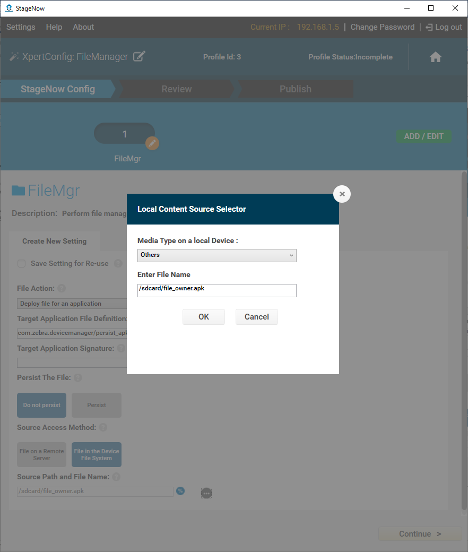 StageNow
Settings Help About
Current IP : 192.168.1.5 | Change Password | Log out
XpertConfig: FileManager
Profile Id: 3
Profile Status:Incomplete
StageNow Config
Review
Publish
1
FileMgr
ADD / EDIT
FileMgr
Description: Perform file manag
Create New Setting
Save Setting for Re-use
File Action:
Deploy file for an application
Target Application File Definition:
com.zebra.devicemanager/persist_apk
Target Application Signature:
Persist The File:
Do not persist
Persist
Source Access Method:
File on a Remote Server
File in the Device File System
Source Path and File Name:
/sdcard/file_owner.apk
Continue >
Local Content Source Selector
Media Type on a local Device :
Others
Enter File Name
/sdcard/file_owner.apk
OK
Cancel